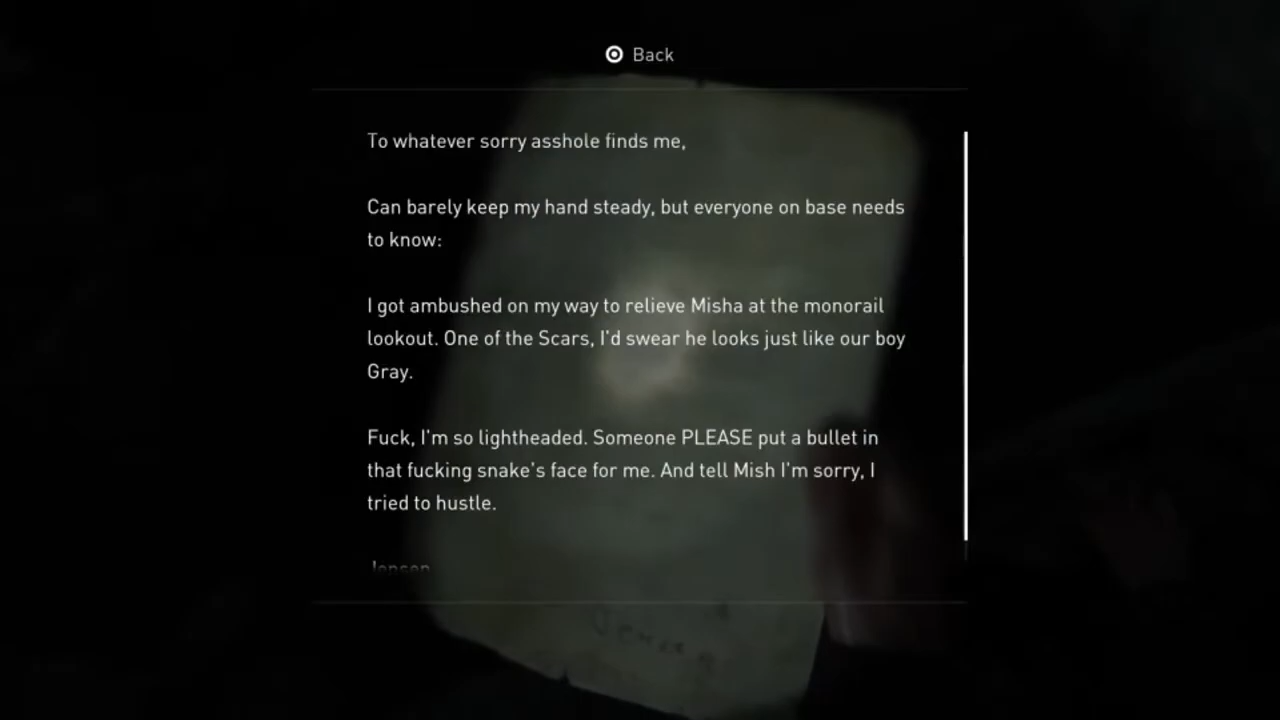 Back
To whatever sorry asshole finds me,
Can barely keep my hand steady, but everyone on base needs
to know:
I got ambushed on my way to relieve Misha at the monorail
lookout. One of the Scars, I'd swear he looks just like our boy
Gray.
Fuck, I'm so lightheaded. Someone PLEASE put a bullet in
that fucking snake's face for me. And tell Mish I'm sorry, I
tried to hustle.